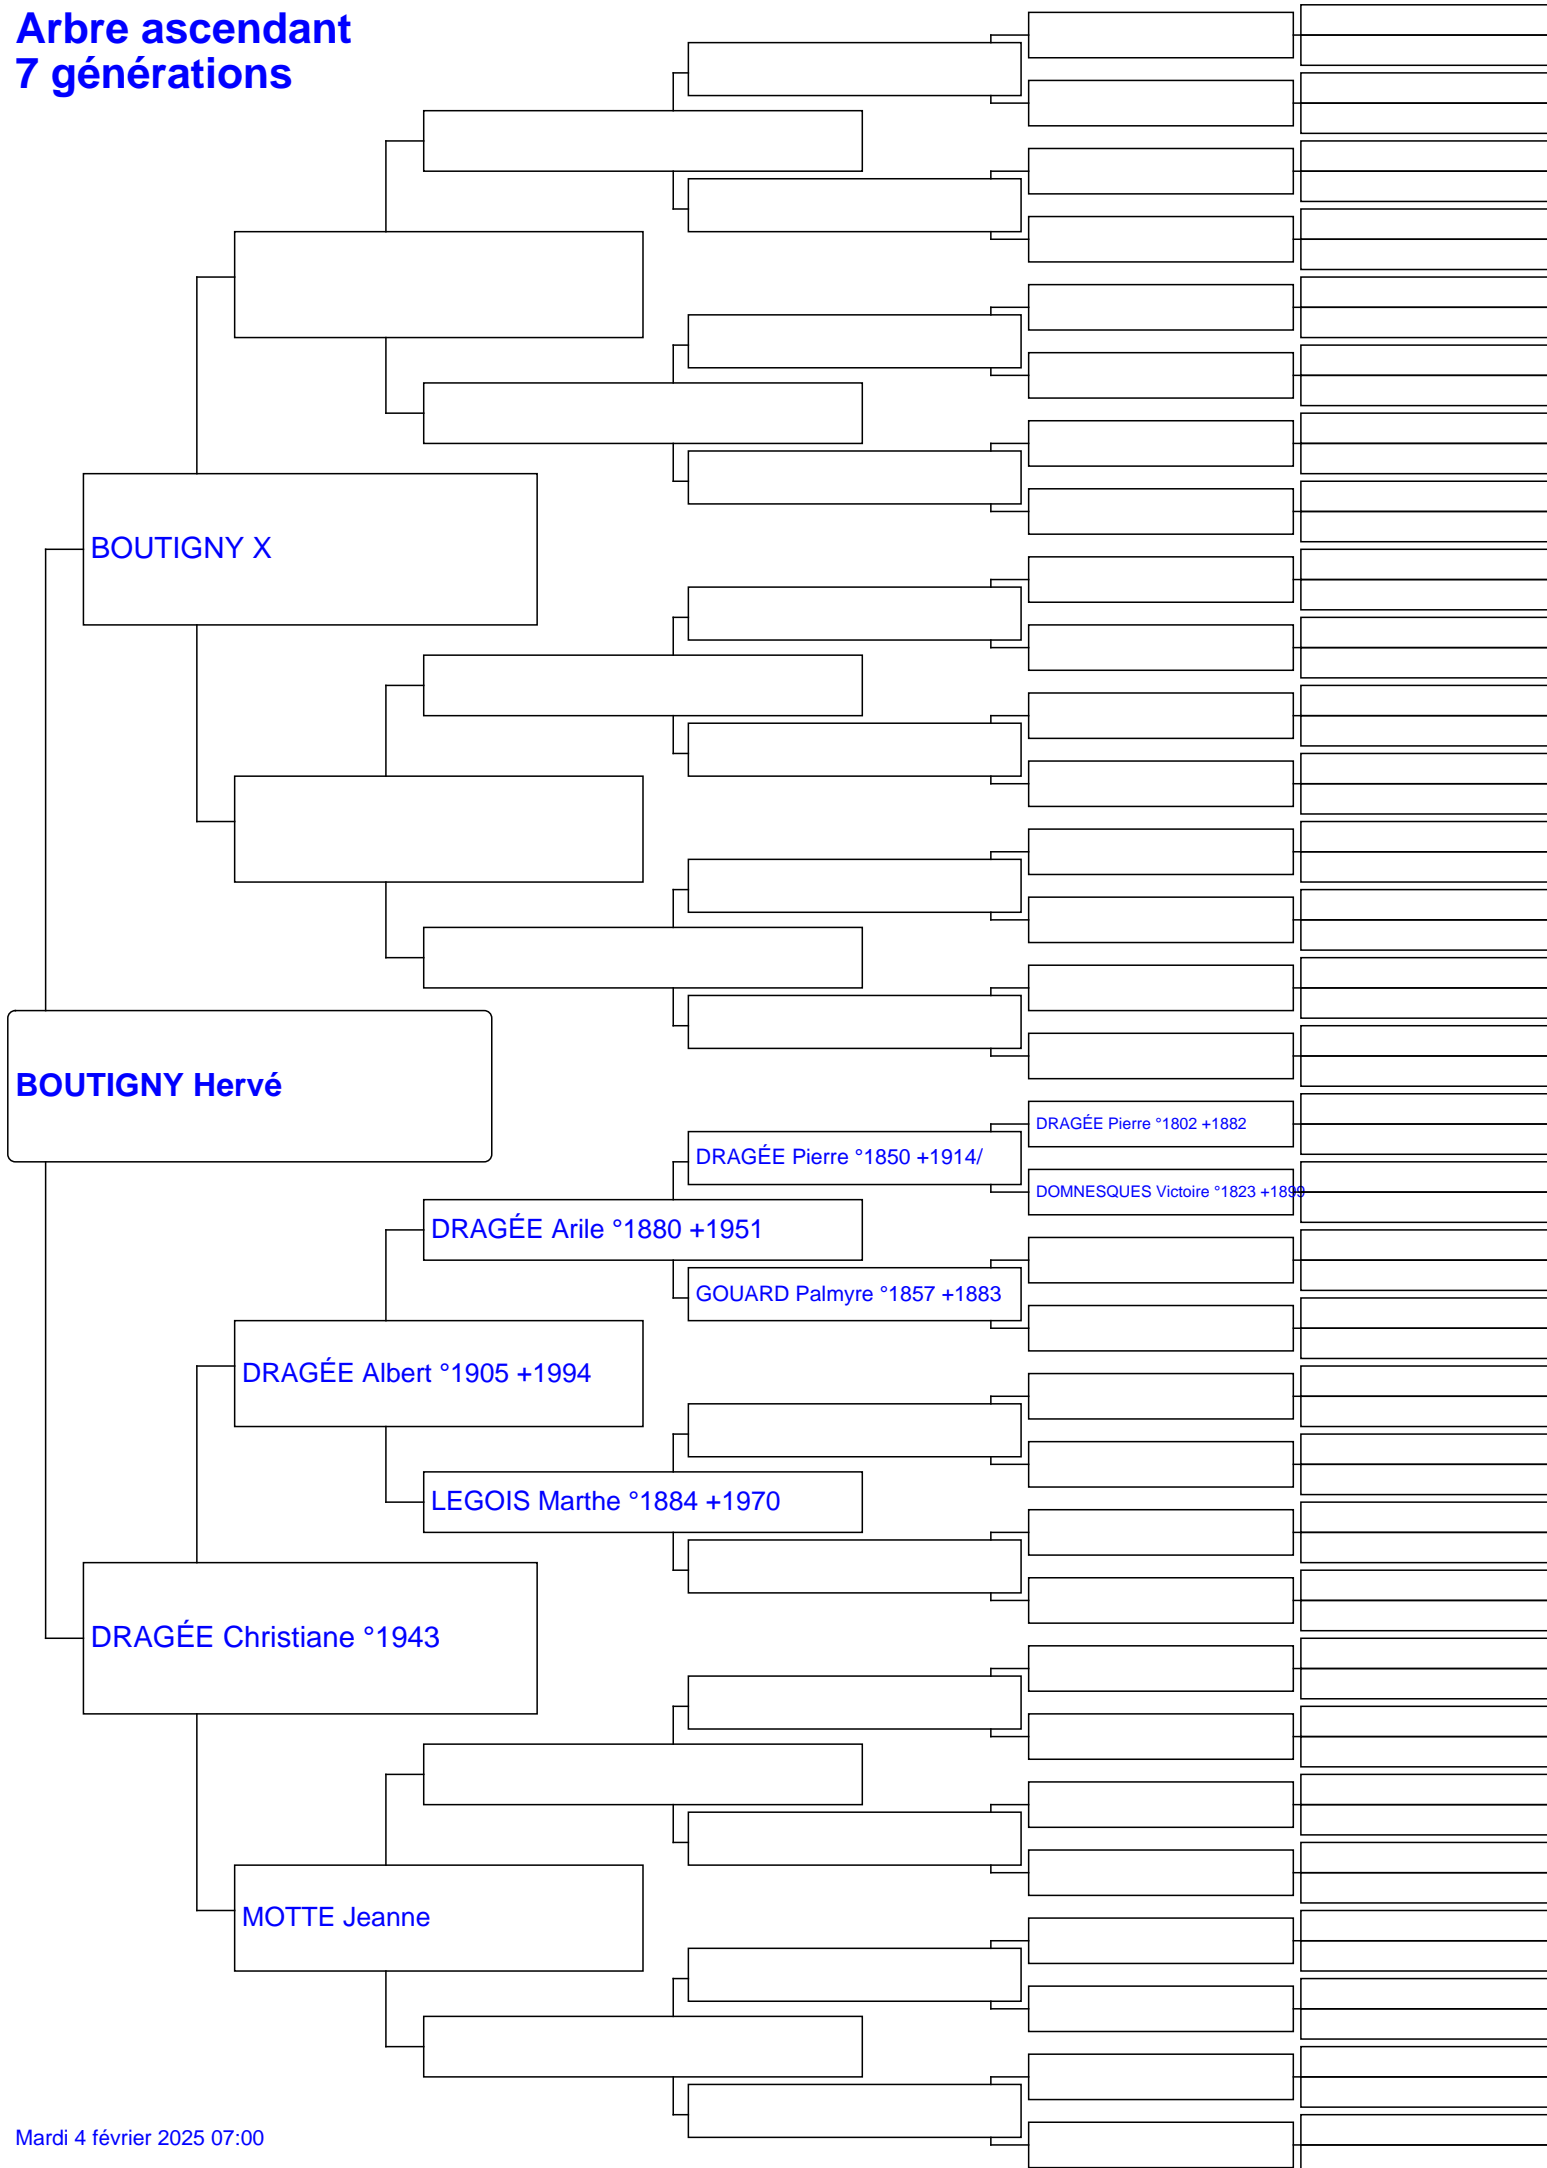 Arbre ascendant
7 générations
BOUTIGNY X
BOUTIGNY Hervé
DRAGÉE Pierre °1802 +1882
DRAGÉE Pierre °1850 +1914/
DOMNESQUES Victoire °1823 +1899
DRAGÉE Arile °1880 +1951
GOUARD Palmyre °1857 +1883
DRAGÉE Albert °1905 +1994
LEGOIS Marthe °1884 +1970
DRAGÉE Christiane °1943
MOTTE Jeanne
Mardi 4 février 2025 07:00